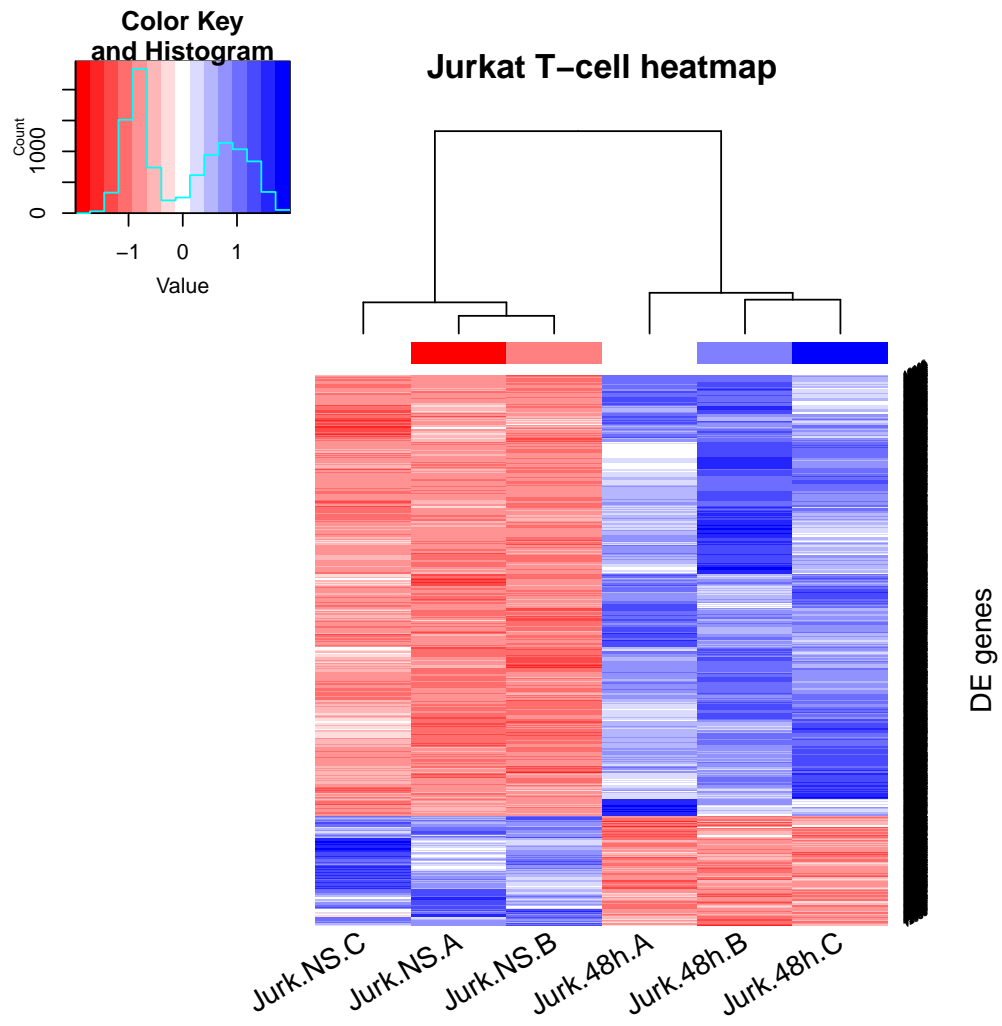 Color Key
and Histogram
Jurkat T−cell heatmap
Count
0
1000
−1 0 1
Value
DE genes
Jurk.NS.C Jurk.NS.A Jurk.NS.B Jurk.48h.A Jurk.48h.B Jurk.48h.C